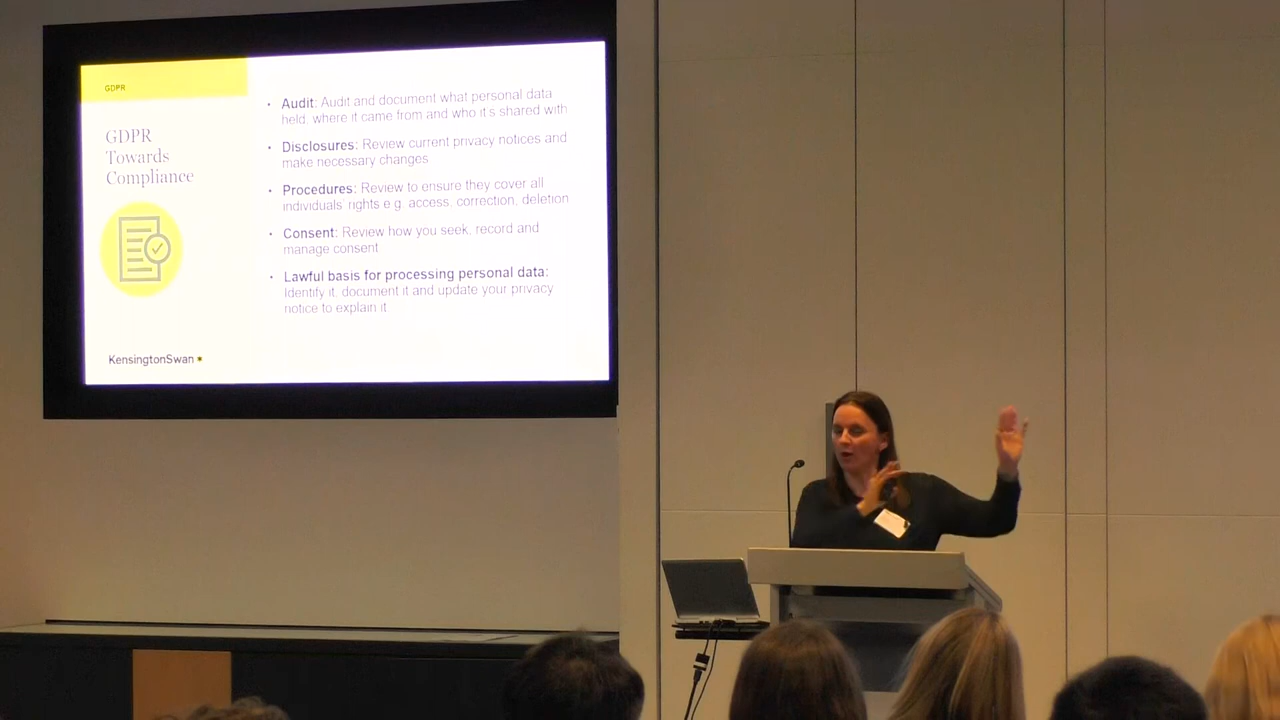 GDPR
GDPR
Towards
Compliance
• Audit: Audit and document what personal data
held, where it came from and who it's shared with
• Disclosures: Review current privacy notices and
make necessary changes
• Procedures: Review to ensure they cover all
individuals' rights e.g. access, correction, deletion
• Consent: Review how you seek, record and
manage consent
• Lawful basis for processing personal data:
Identify it, document it and update your privacy
notice to explain it.
KensingtonSwan*